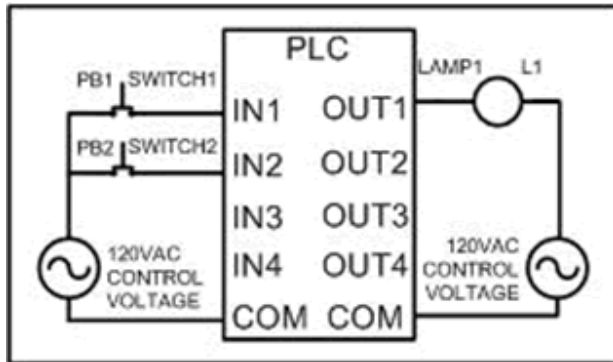 PLC
PB1 SWITCH1
LAMP1 L1
IN1 OUT1
PB2 SWITCH2
IN2 OUT2
IN3 OUT3
IN4 OUT4
120VAC
CONTROL
VOLTAGE
120VAC
CONTROL
VOLTAGE
COM COM